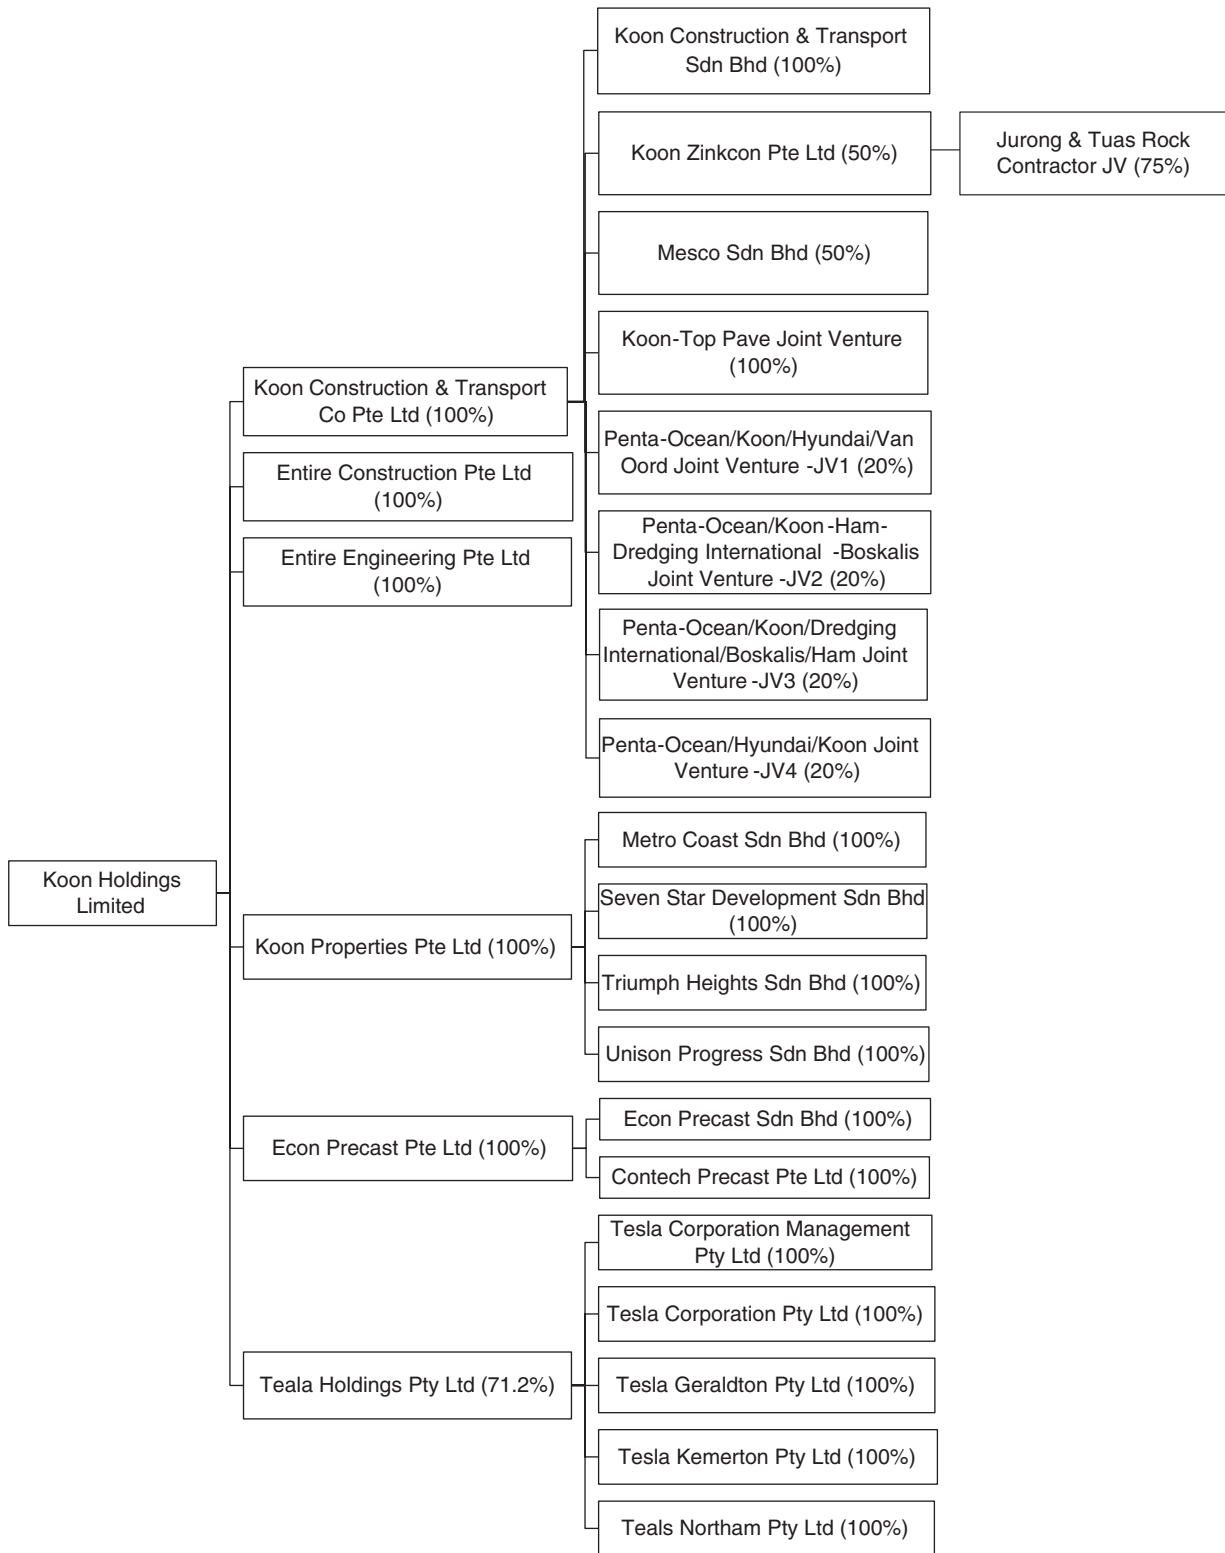 Koon Holdings
Limited
Koon Construction & Transport
Co Pte Ltd (100%)
Entire Construction Pte Ltd
(100%)
Entire Engineering Pte Ltd
(100%)
Koon Properties Pte Ltd (100%)
Econ Precast Pte Ltd (100%)
Teala Holdings Pty Ltd (71.2%)
Koon Construction & Transport
Sdn Bhd (100%)
Koon Zinkcon Pte Ltd (50%)
Jurong & Tuas Rock
Contractor JV (75%)
Mesco Sdn Bhd (50%)
Koon-Top Pave Joint Venture
(100%)
Penta-Ocean/Koon/Hyundai/Van
Oord Joint Venture -JV1 (20%)
Penta-Ocean/Koon -Ham-
Dredging International -Boskalis
Joint Venture -JV2 (20%)
Penta-Ocean/Koon/Dredging
International/Boskalis/Ham Joint
Venture -JV3 (20%)
Penta-Ocean/Hyundai/Koon Joint
Venture -JV4 (20%)
Metro Coast Sdn Bhd (100%)
Seven Star Development Sdn Bhd
(100%)
Triumph Heights Sdn Bhd (100%)
Unison Progress Sdn Bhd (100%)
Econ Precast Sdn Bhd (100%)
Contech Precast Pte Ltd (100%)
Tesla Corporation Management
Pty Ltd (100%)
Tesla Corporation Pty Ltd (100%)
Tesla Geraldton Pty Ltd (100%)
Tesla Kemerton Pty Ltd (100%)
Teals Northam Pty Ltd (100%)